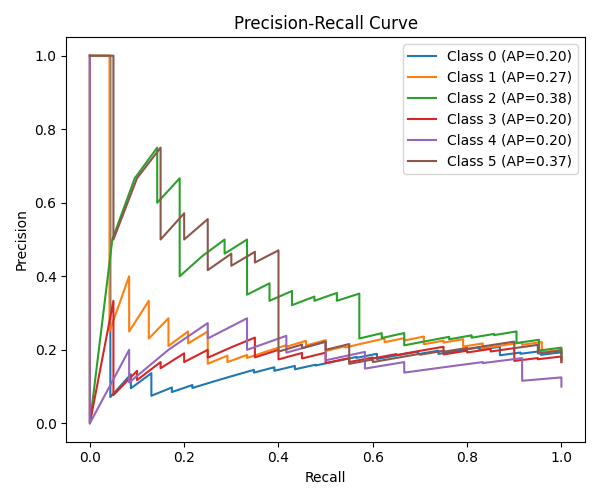 Precision-Recall Curve
Class 0 (AP=0.20)
Class 1 (AP=0.27)
Class 2 (AP=0.38)
Class 3 (AP=0.20)
Class 4 (AP=0.20)
Class 5 (AP=0.37)
Precision
1.0
0.8
0.6
0.4
0.2
0.0
0.0 0.2 0.4 0.6 0.8 1.0
Recall